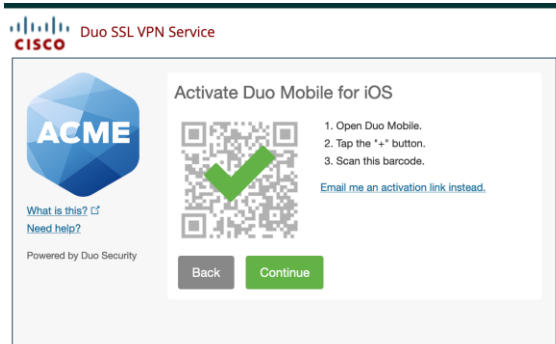 CISCO
Duo SSL VPN Service
ACME
What is this?
Need help?
Powered by Duo Security
Activate Duo Mobile for iOS
1. Open Duo Mobile.
2. Tap the "+" button.
3. Scan this barcode.
Email me an activation link instead.
Back
Continue